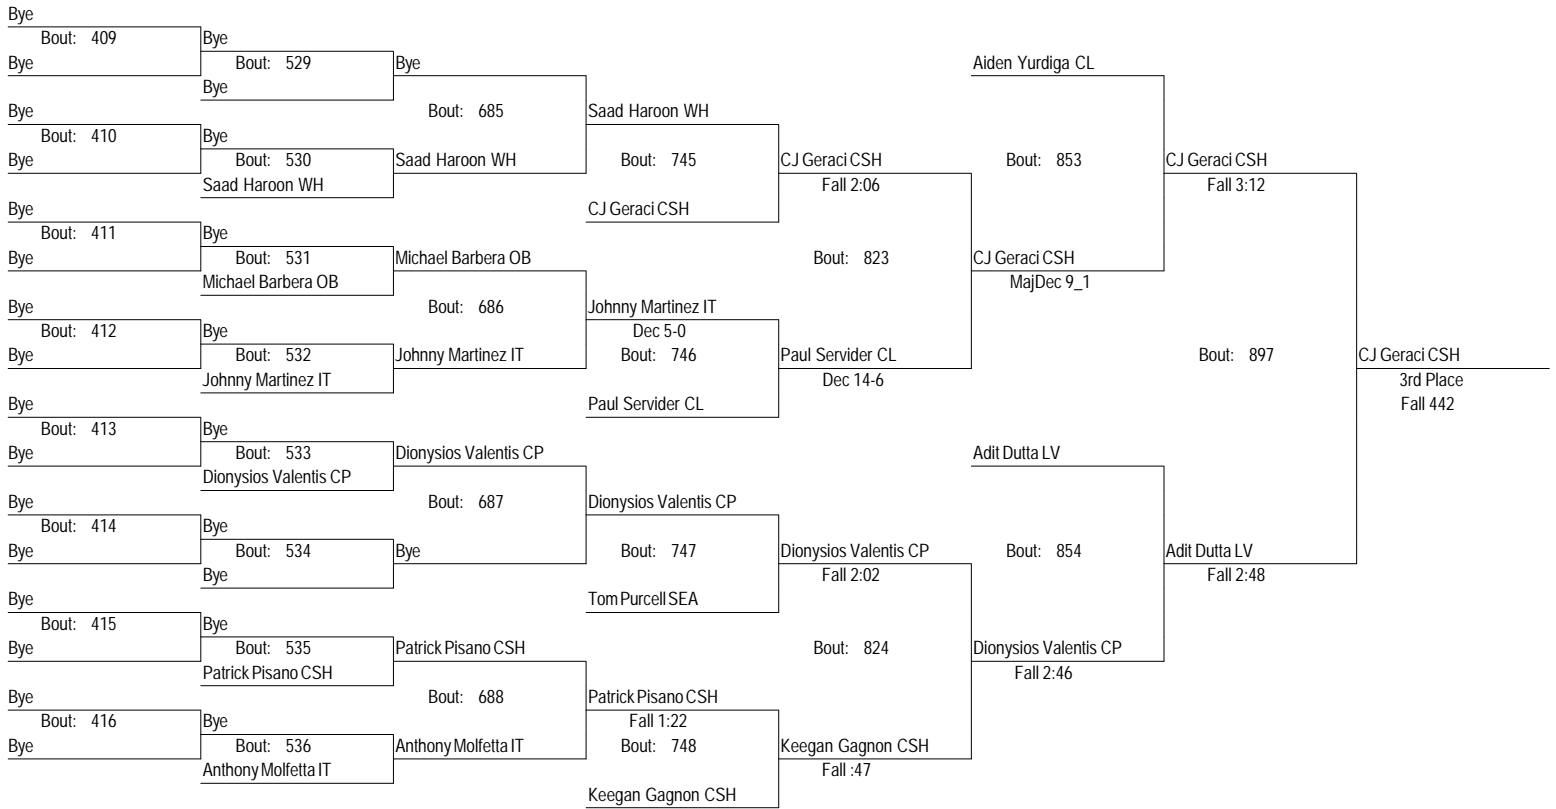 Bye
Bout: 409
Bye
Bye
Bout: 529
Bye
Bye
Aiden Yurdiga CL
Bye
Bye
Bout: 685
Saad Haroon WH
Bout: 410
Bye
Bye
Bout: 530
Saad Haroon WH
Bout: 745
CJ Geraci CSH
Bout: 853
CJ Geraci CSH
Saad Haroon WH
Fall 2:06
Fall 3:12
Bye
CJ Geraci CSH
Bout: 411
Bye
Bye
Bout: 531
Michael Barbera OB
Bout: 823
CJ Geraci CSH
Michael Barbera OB
MajDec 9_1
Bye
Bout: 686
Johnny Martinez IT
Bout: 412
Bye
Dec 5-0
Bye
Bout: 532
Johnny Martinez IT
Bout: 746
Paul Servider CL
Bout: 897
CJ Geraci CSH
Johnny Martinez IT
Dec 14-6
3rd Place
Bye
Paul Servider CL
Fall 442
Bout: 413
Bye
Bye
Bout: 533
Dionysios Valentis CP
Adit Dutta LV
Dionysios Valentis CP
Bye
Bout: 687
Dionysios Valentis CP
Bout: 414
Bye
Bye
Bout: 534
Bye
Bout: 747
Dionysios Valentis CP
Bout: 854
Adit Dutta LV
Bye
Fall 2:02
Fall 2:48
Bye
Tom Purcell SEA
Bout: 415
Bye
Bye
Bout: 535
Patrick Pisano CSH
Bout: 824
Dionysios Valentis CP
Patrick Pisano CSH
Fall 2:46
Bye
Bout: 688
Patrick Pisano CSH
Bout: 416
Bye
Fall 1:22
Bye
Bout: 536
Anthony Molfetta IT
Bout: 748
Keegan Gagnon CSH
Anthony Molfetta IT
Fall :47
Keegan Gagnon CSH